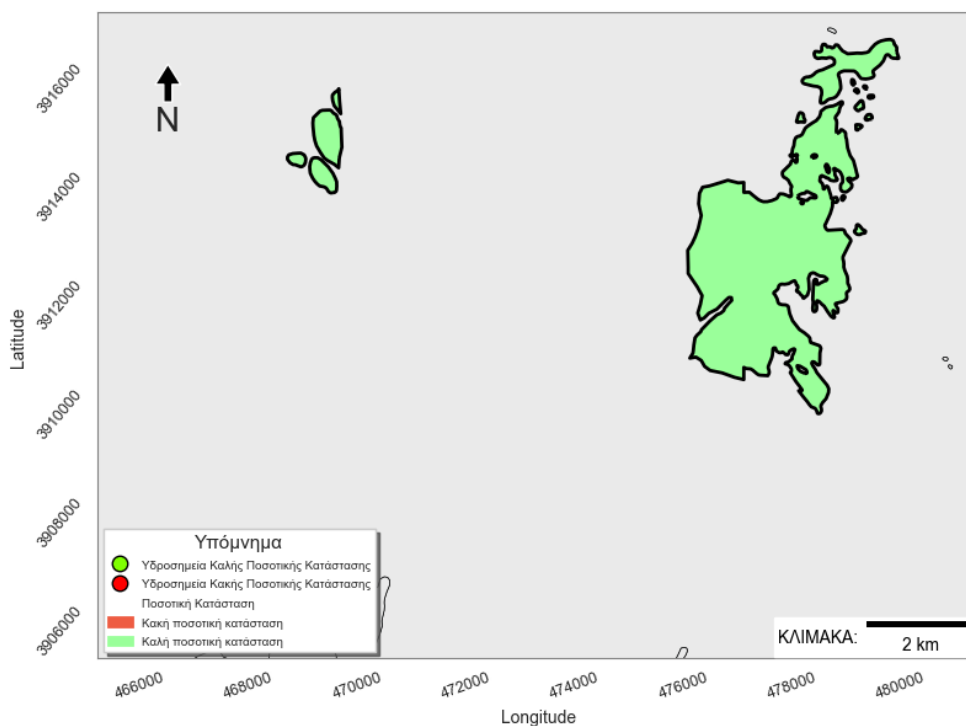 3916000
3914000
3912000
3910000
3908000
3906000
Latitude
N
Υπόμνημα
Υδροσημεία Καλής Ποσοτικής Κατάστασης
Υδροσημεία Κακής Ποσοτικής Κατάστασης
Ποσοτική Κατάσταση
Κακή ποσοτική κατάσταση
Καλή ποσοτική κατάσταση
ΚΛΙΜΑΚΑ:
2 km
466000
468000
470000
472000
474000
476000
478000
480000
Longitude